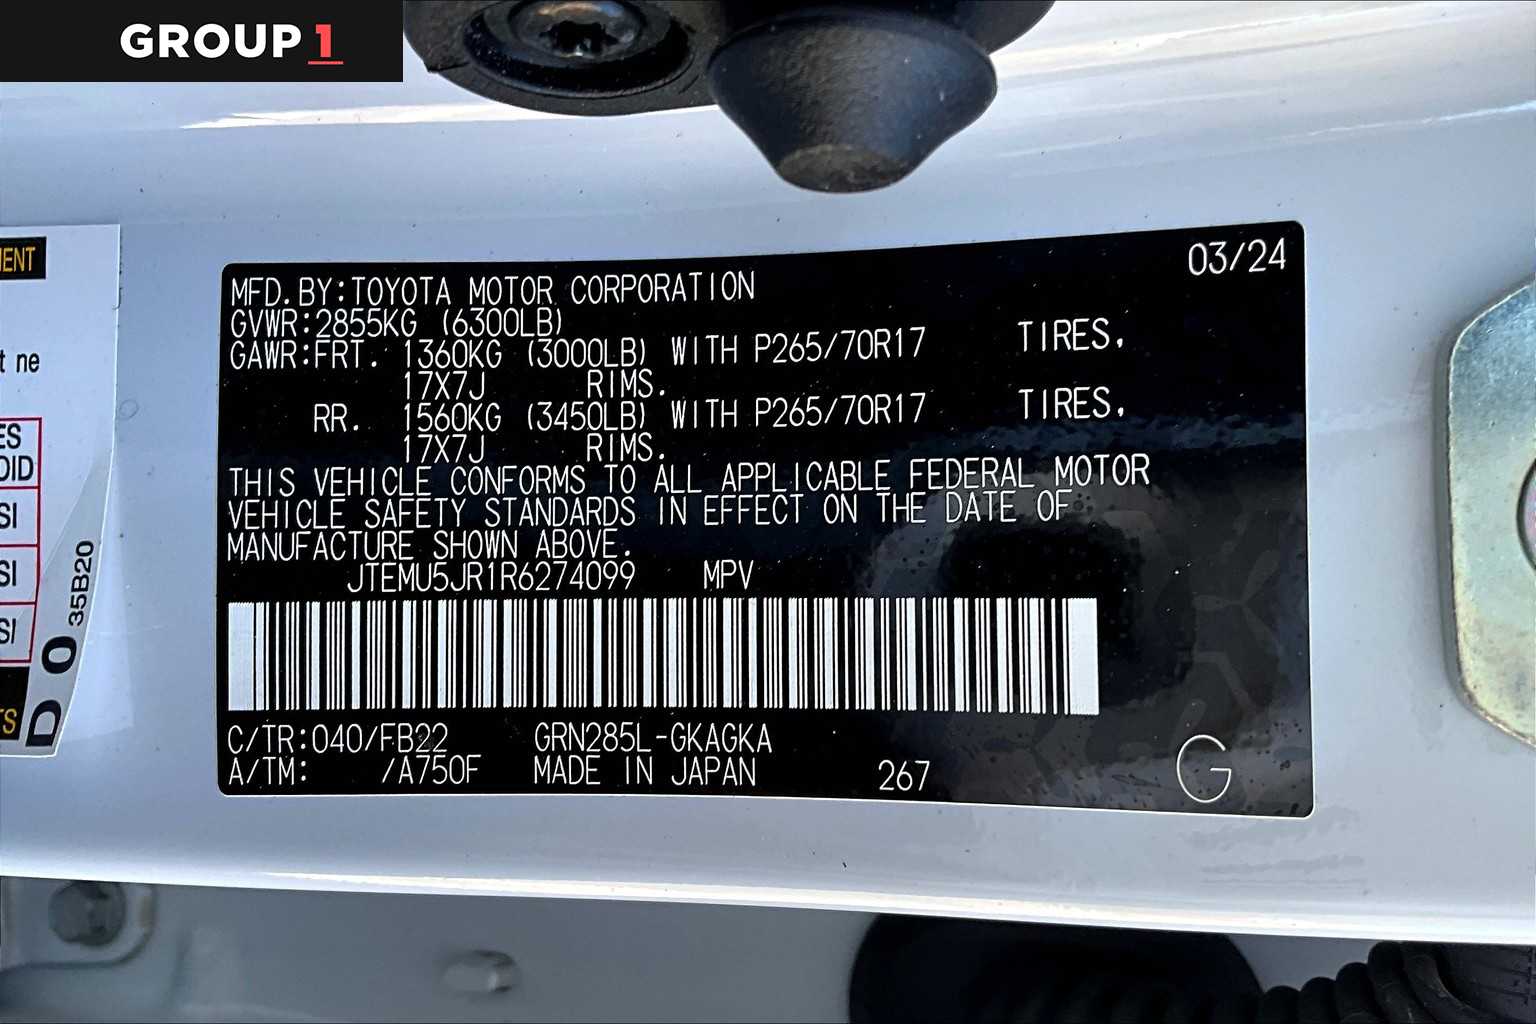 GROUP 1
03/24
MFD.BY:TOYOTA MOTOR CORPORATION
GVWR:2855KG (6300LB)
GAWR:FRT. 1360KG (3000LB) WITH P265/70R17 TIRES,
17X7J RIMS.
RR. 1560KG (3450LB) WITH P265/70R17 TIRES,
17X7J RIMS.
THIS VEHICLE CONFORMS TO ALL APPLICABLE FEDERAL MOTOR
VEHICLE SAFETY STANDARDS IN EFFECT ON THE DATE OF
MANUFACTURE SHOWN ABOVE.
JTEMU5JR1R6274099 MPV
C/TR:040/FB22 GRN285L-GKAGKA
A/TM: /A750F MADE IN JAPAN 267 G
35B20